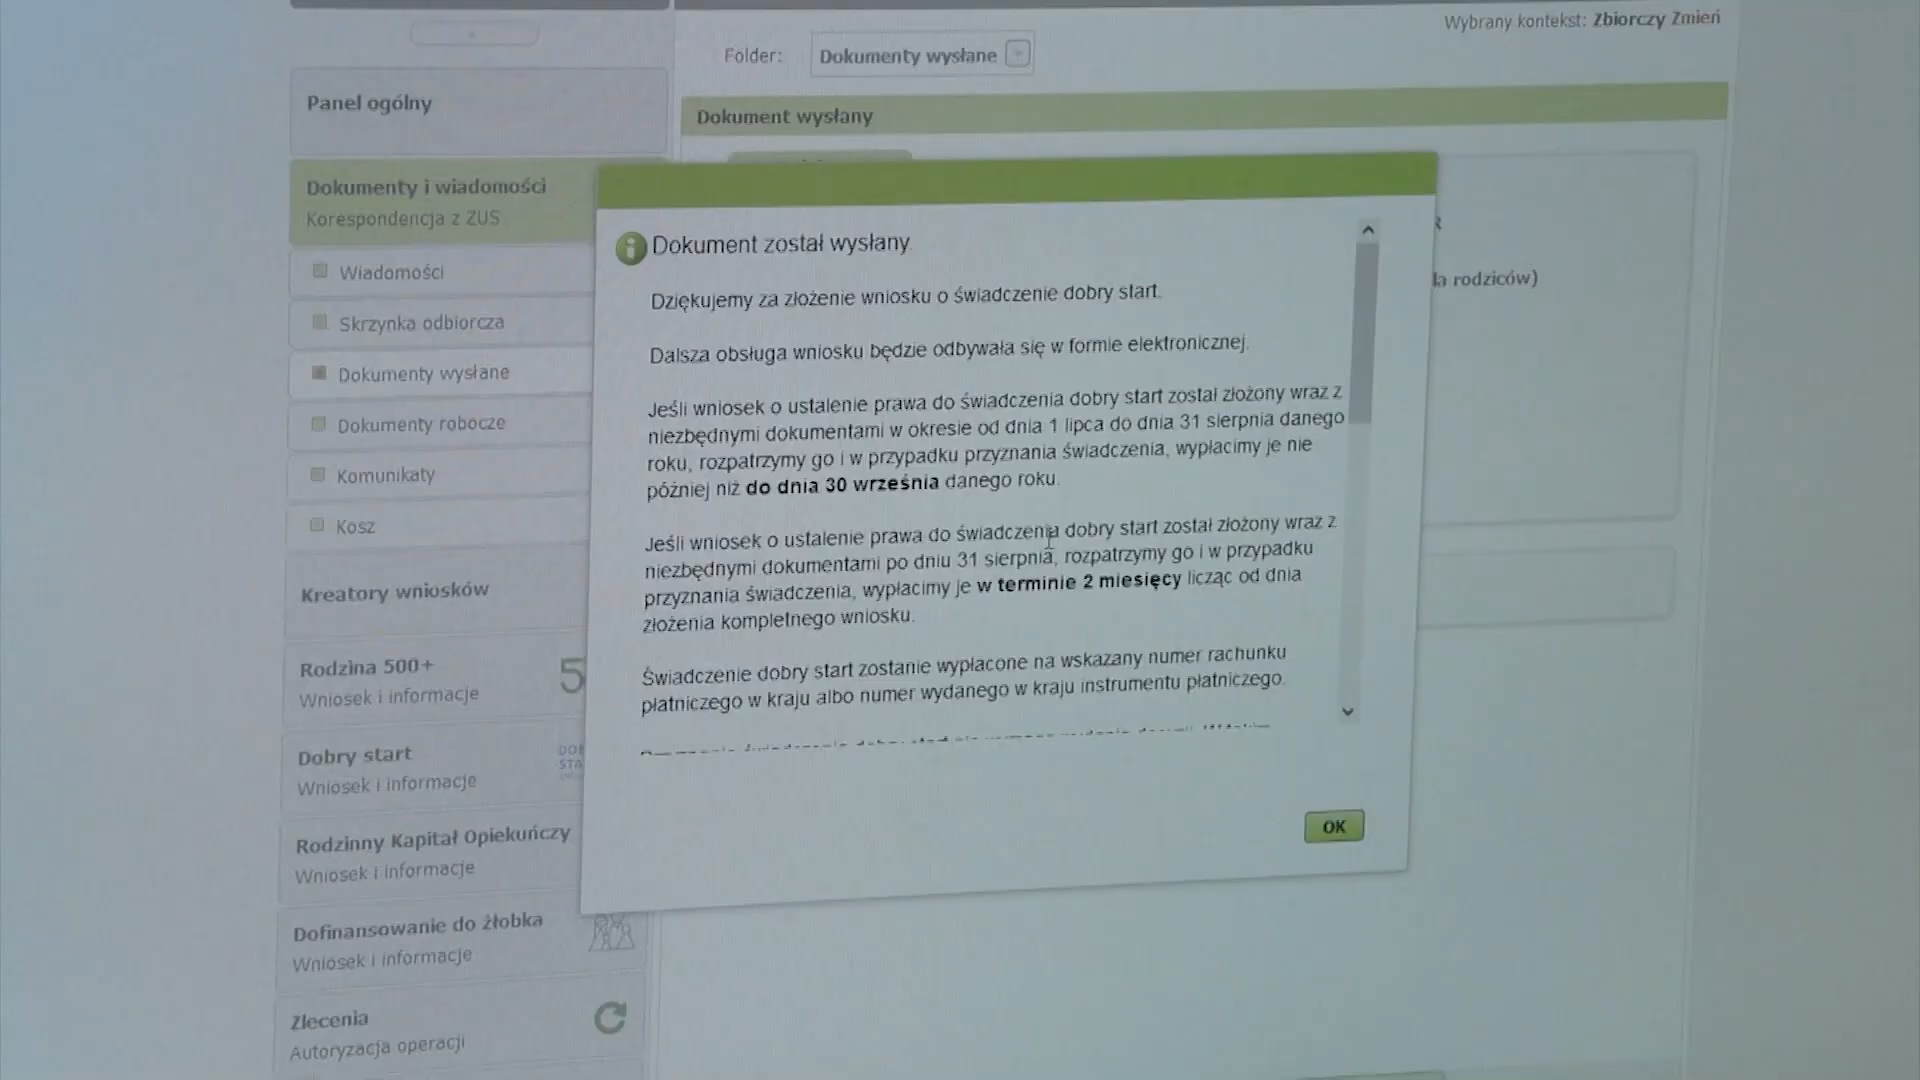 Wybrany kontekst: Zbiorczy Zmień
Folder: Dokumenty wysłane
Dokument wysłany
Panel ogólny
Dokumenty i wiadomości
Korespondencja z ZUS
Wiadomości
Skrzynka odbiorcza
Dokumenty wysłane
Dokumenty robocze
Komunikaty
Kosz
Kreatory wniosków
Rodzina 500+
Wniosek i informacje
5
Dobry start
Wniosek i informacje
Rodzinny Kapitał Opiekuńczy
Wniosek i informacje
Dofinansowanie do żłobka
Wniosek i informacje
Zlecenia
Autoryzacja operacji
Dokument został wysłany.
Dziękujemy za złożenie wniosku o świadczenie dobry start.
Dalsza obsługa wniosku będzie odbywała się w formie elektronicznej.
Jeśli wniosek o ustalenie prawa do świadczenia dobry start został złożony wraz z
niezbędnymi dokumentami w okresie od dnia 1 lipca do dnia 31 sierpnia danego
roku, rozpatrzymy go i w przypadku przyznania świadczenia, wypłacimy je nie
później niż do dnia 30 września danego roku.
Jeśli wniosek o ustalenie prawa do świadczenia dobry start został złożony wraz z
niezbędnymi dokumentami po dniu 31 sierpnia, rozpatrzymy go i w przypadku
przyznania świadczenia, wypłacimy je w terminie 2 miesięcy licząc od dnia
złożenia kompletnego wniosku.
Świadczenie dobry start zostanie wypłacone na wskazany numer rachunku
płatniczego w kraju albo numer wydanego w kraju instrumentu płatniczego.
OK
rodziców)